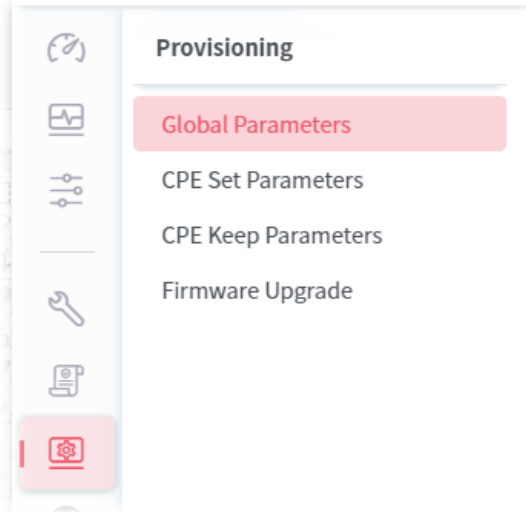 Provisioning
Global Parameters
CPE Set Parameters
CPE Keep Parameters
Firmware Upgrade